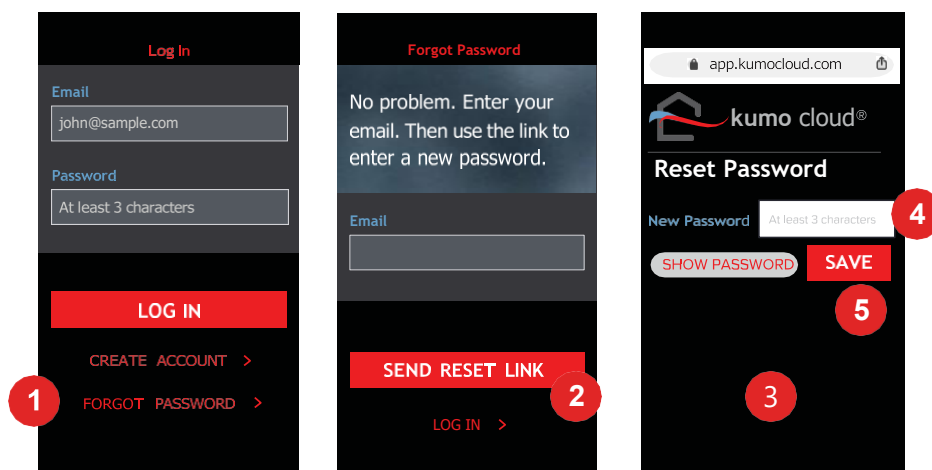 Log In
Email
john@sample.com
Password
At least 3 characters
LOG IN
CREATE ACCOUNT >
1
FORGOT PASSWORD >
Forgot Password
No problem. Enter your
email. Then use the link to
enter a new password.
Email
SEND RESET LINK
2
LOG IN >
app.kumocloud.com
kumo cloud®
Reset Password
New Password
At least 3 characters
4
SHOW PASSWORD
SAVE
5
3